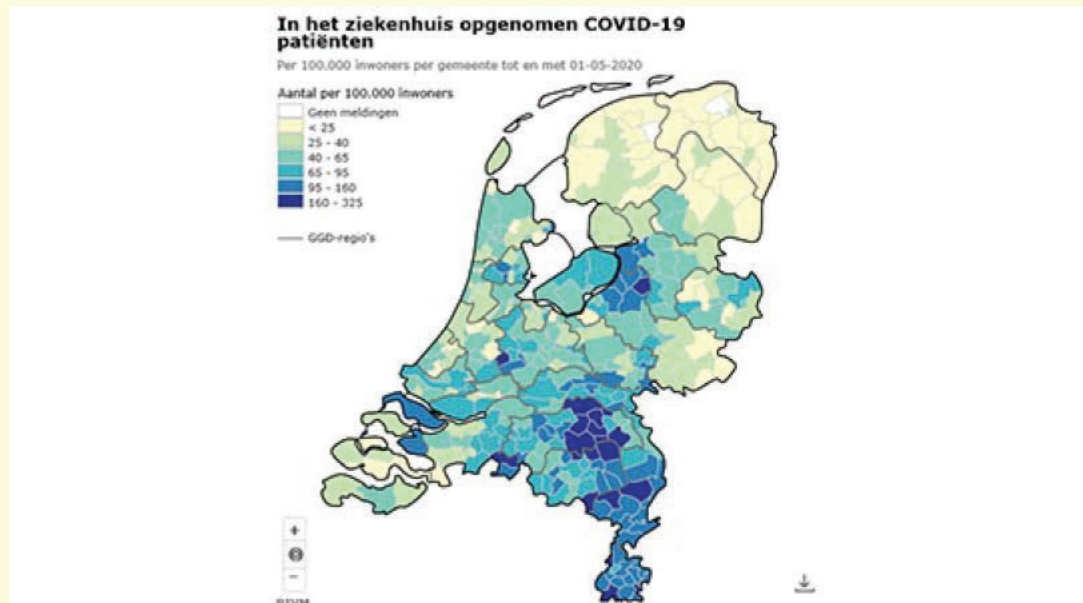 In het ziekenhuis opgenomen COVID-19
patiënten
Per 100.000 inwoners per gemeente tot en met 01-05-2020
Aantal per 100.000 inwoners
Geen meldingen
< 25
25 - 40
40 - 65
65 - 95
95 - 160
160 - 325
GGD-regio's
+
−